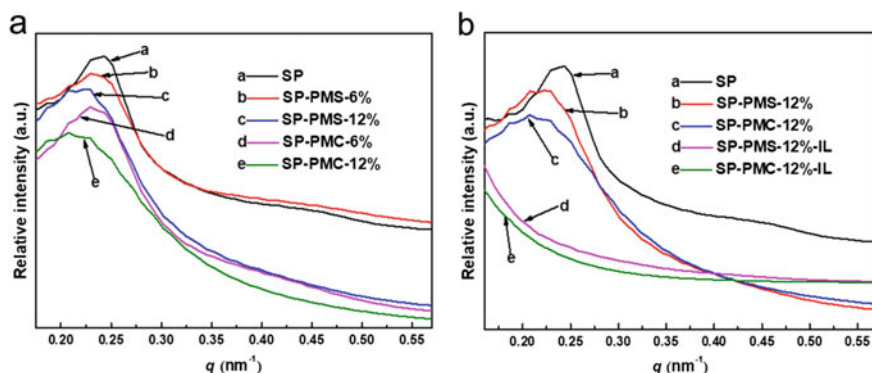 a
a
b
c
d
e
a SP
b SP-PMS-6%
c SP-PMS-12%
d SP-PMC-6%
e SP-PMC-12%
Relative intensity (a.u.)
0.20 0.25 0.30 0.35 0.40 0.45 0.50 0.55
q (nm⁻¹)
b
a
b
c
d
e
a SP
b SP-PMS-12%
c SP-PMC-12%
d SP-PMS-12%-IL
e SP-PMC-12%-IL
Relative intensity (a.u.)
0.20 0.25 0.30 0.35 0.40 0.45 0.50 0.55
q (nm⁻¹)